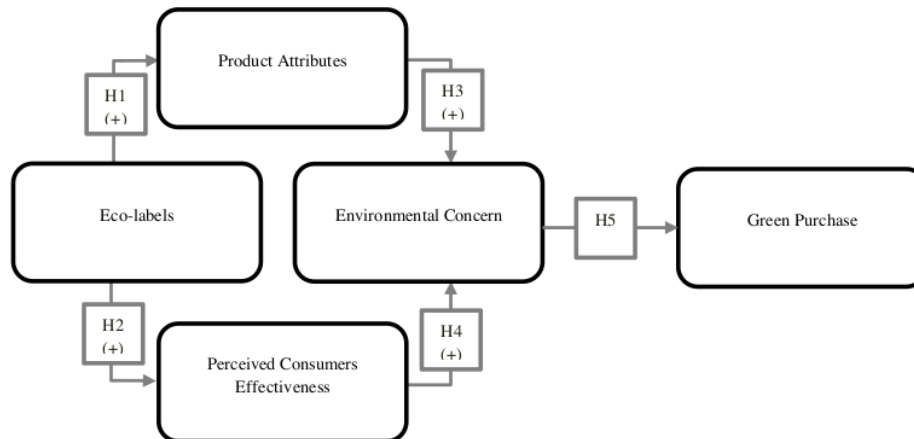 Product Attributes
H1
(+)
H3
(+)
Eco-labels
Environmental Concern
H5
Green Purchase
H2
(+)
H4
(+)
Perceived Consumers
Effectiveness